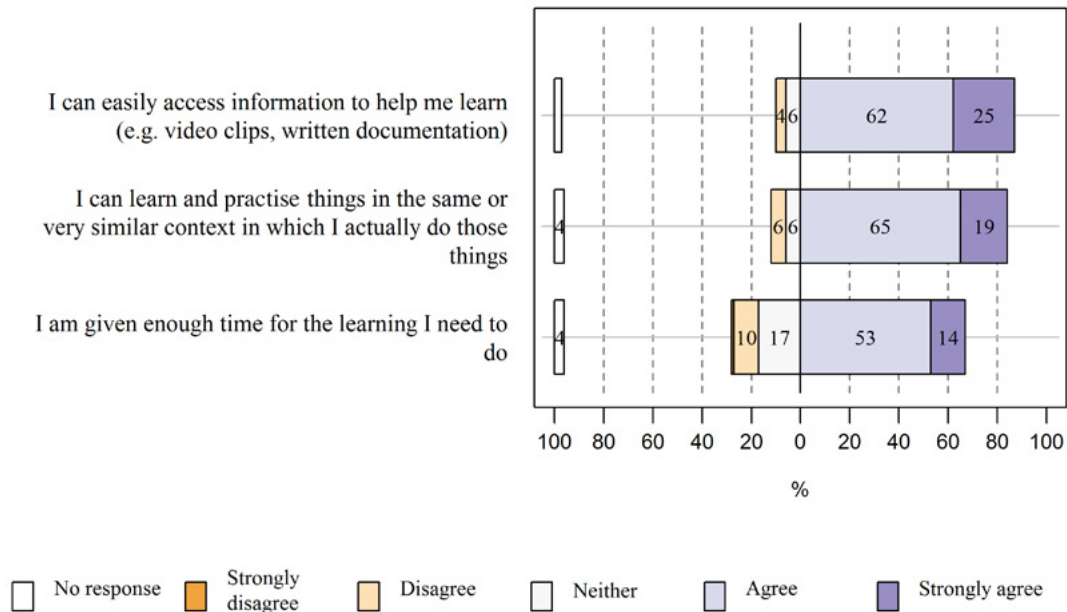 I can easily access information to help me learn
(e.g. video clips, written documentation)
4 6 62 25
I can learn and practise things in the same or
very similar context in which I actually do those
things
4 6 6 65 19
I am given enough time for the learning I need to
do
4 10 17 53 14
100 80 60 40 20 0 20 40 60 80 100
%
No response
Strongly
disagree
Disagree
Neither
Agree
Strongly agree